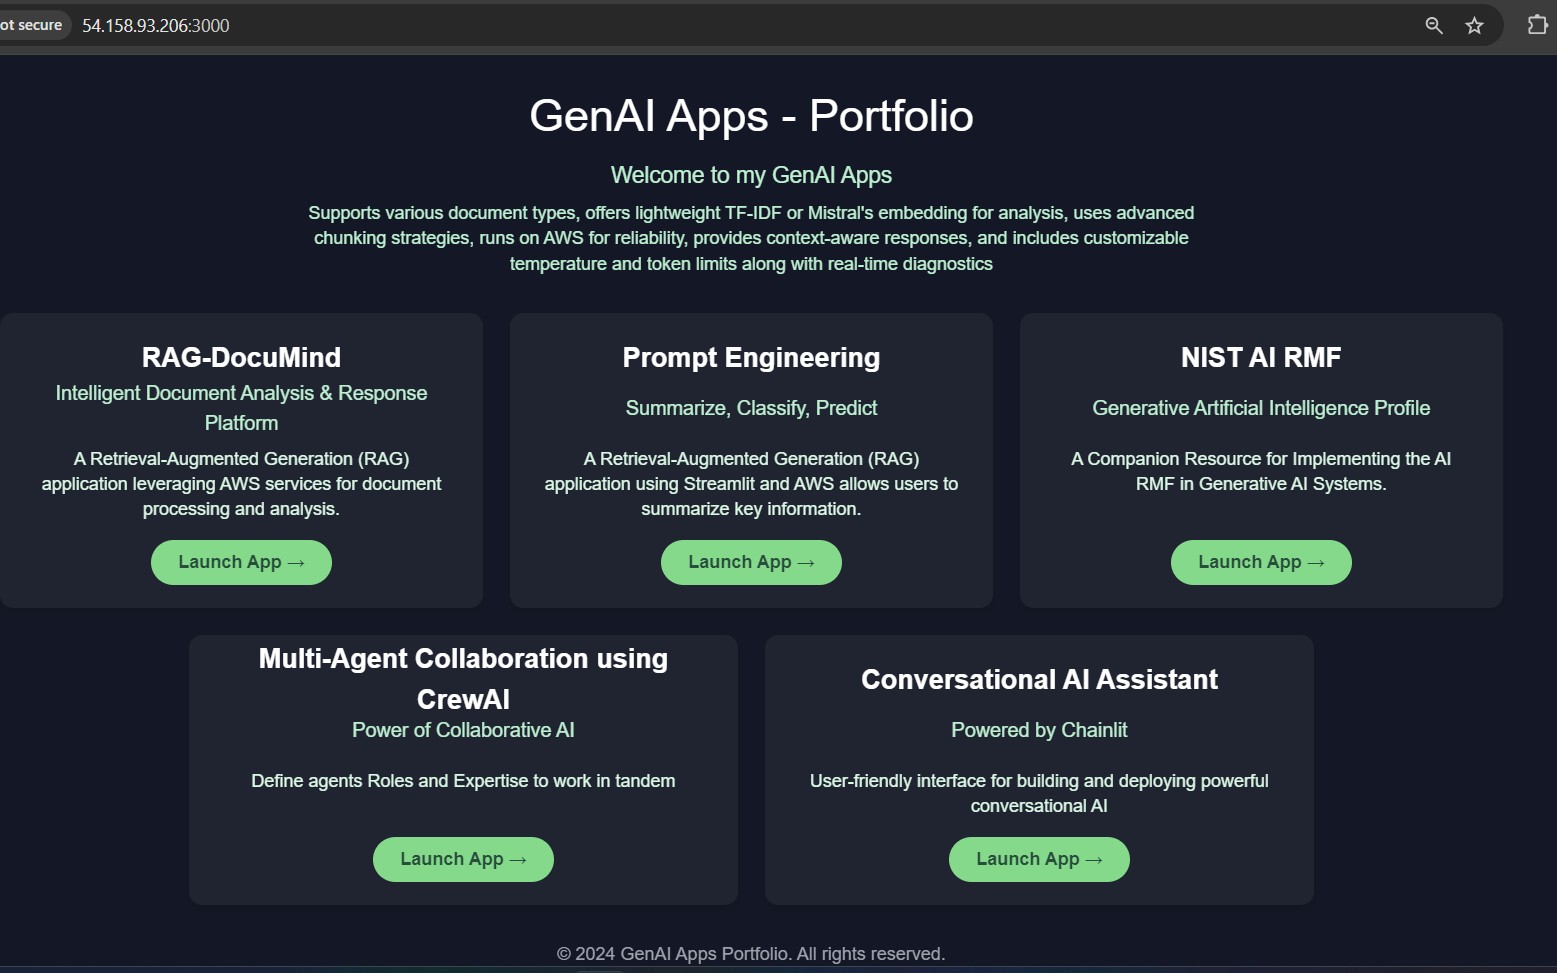 ot secure
54.158.93.206:3000
GenAI Apps - Portfolio
Welcome to my GenAI Apps
Supports various document types, offers lightweight TF-IDF or Mistral's embedding for analysis, uses advanced
chunking strategies, runs on AWS for reliability, provides context-aware responses, and includes customizable
temperature and token limits along with real-time diagnostics
RAG-DocuMind
Intelligent Document Analysis & Response
Platform
A Retrieval-Augmented Generation (RAG)
application leveraging AWS services for document
processing and analysis.
Launch App →
Prompt Engineering
Summarize, Classify, Predict
A Retrieval-Augmented Generation (RAG)
application using Streamlit and AWS allows users to
summarize key information.
Launch App →
NIST AI RMF
Generative Artificial Intelligence Profile
A Companion Resource for Implementing the AI
RMF in Generative AI Systems.
Launch App →
Multi-Agent Collaboration using
CrewAI
Power of Collaborative AI
Define agents Roles and Expertise to work in tandem
Launch App →
Conversational AI Assistant
Powered by Chainlit
User-friendly interface for building and deploying powerful
conversational AI
Launch App →
© 2024 GenAI Apps Portfolio. All rights reserved.